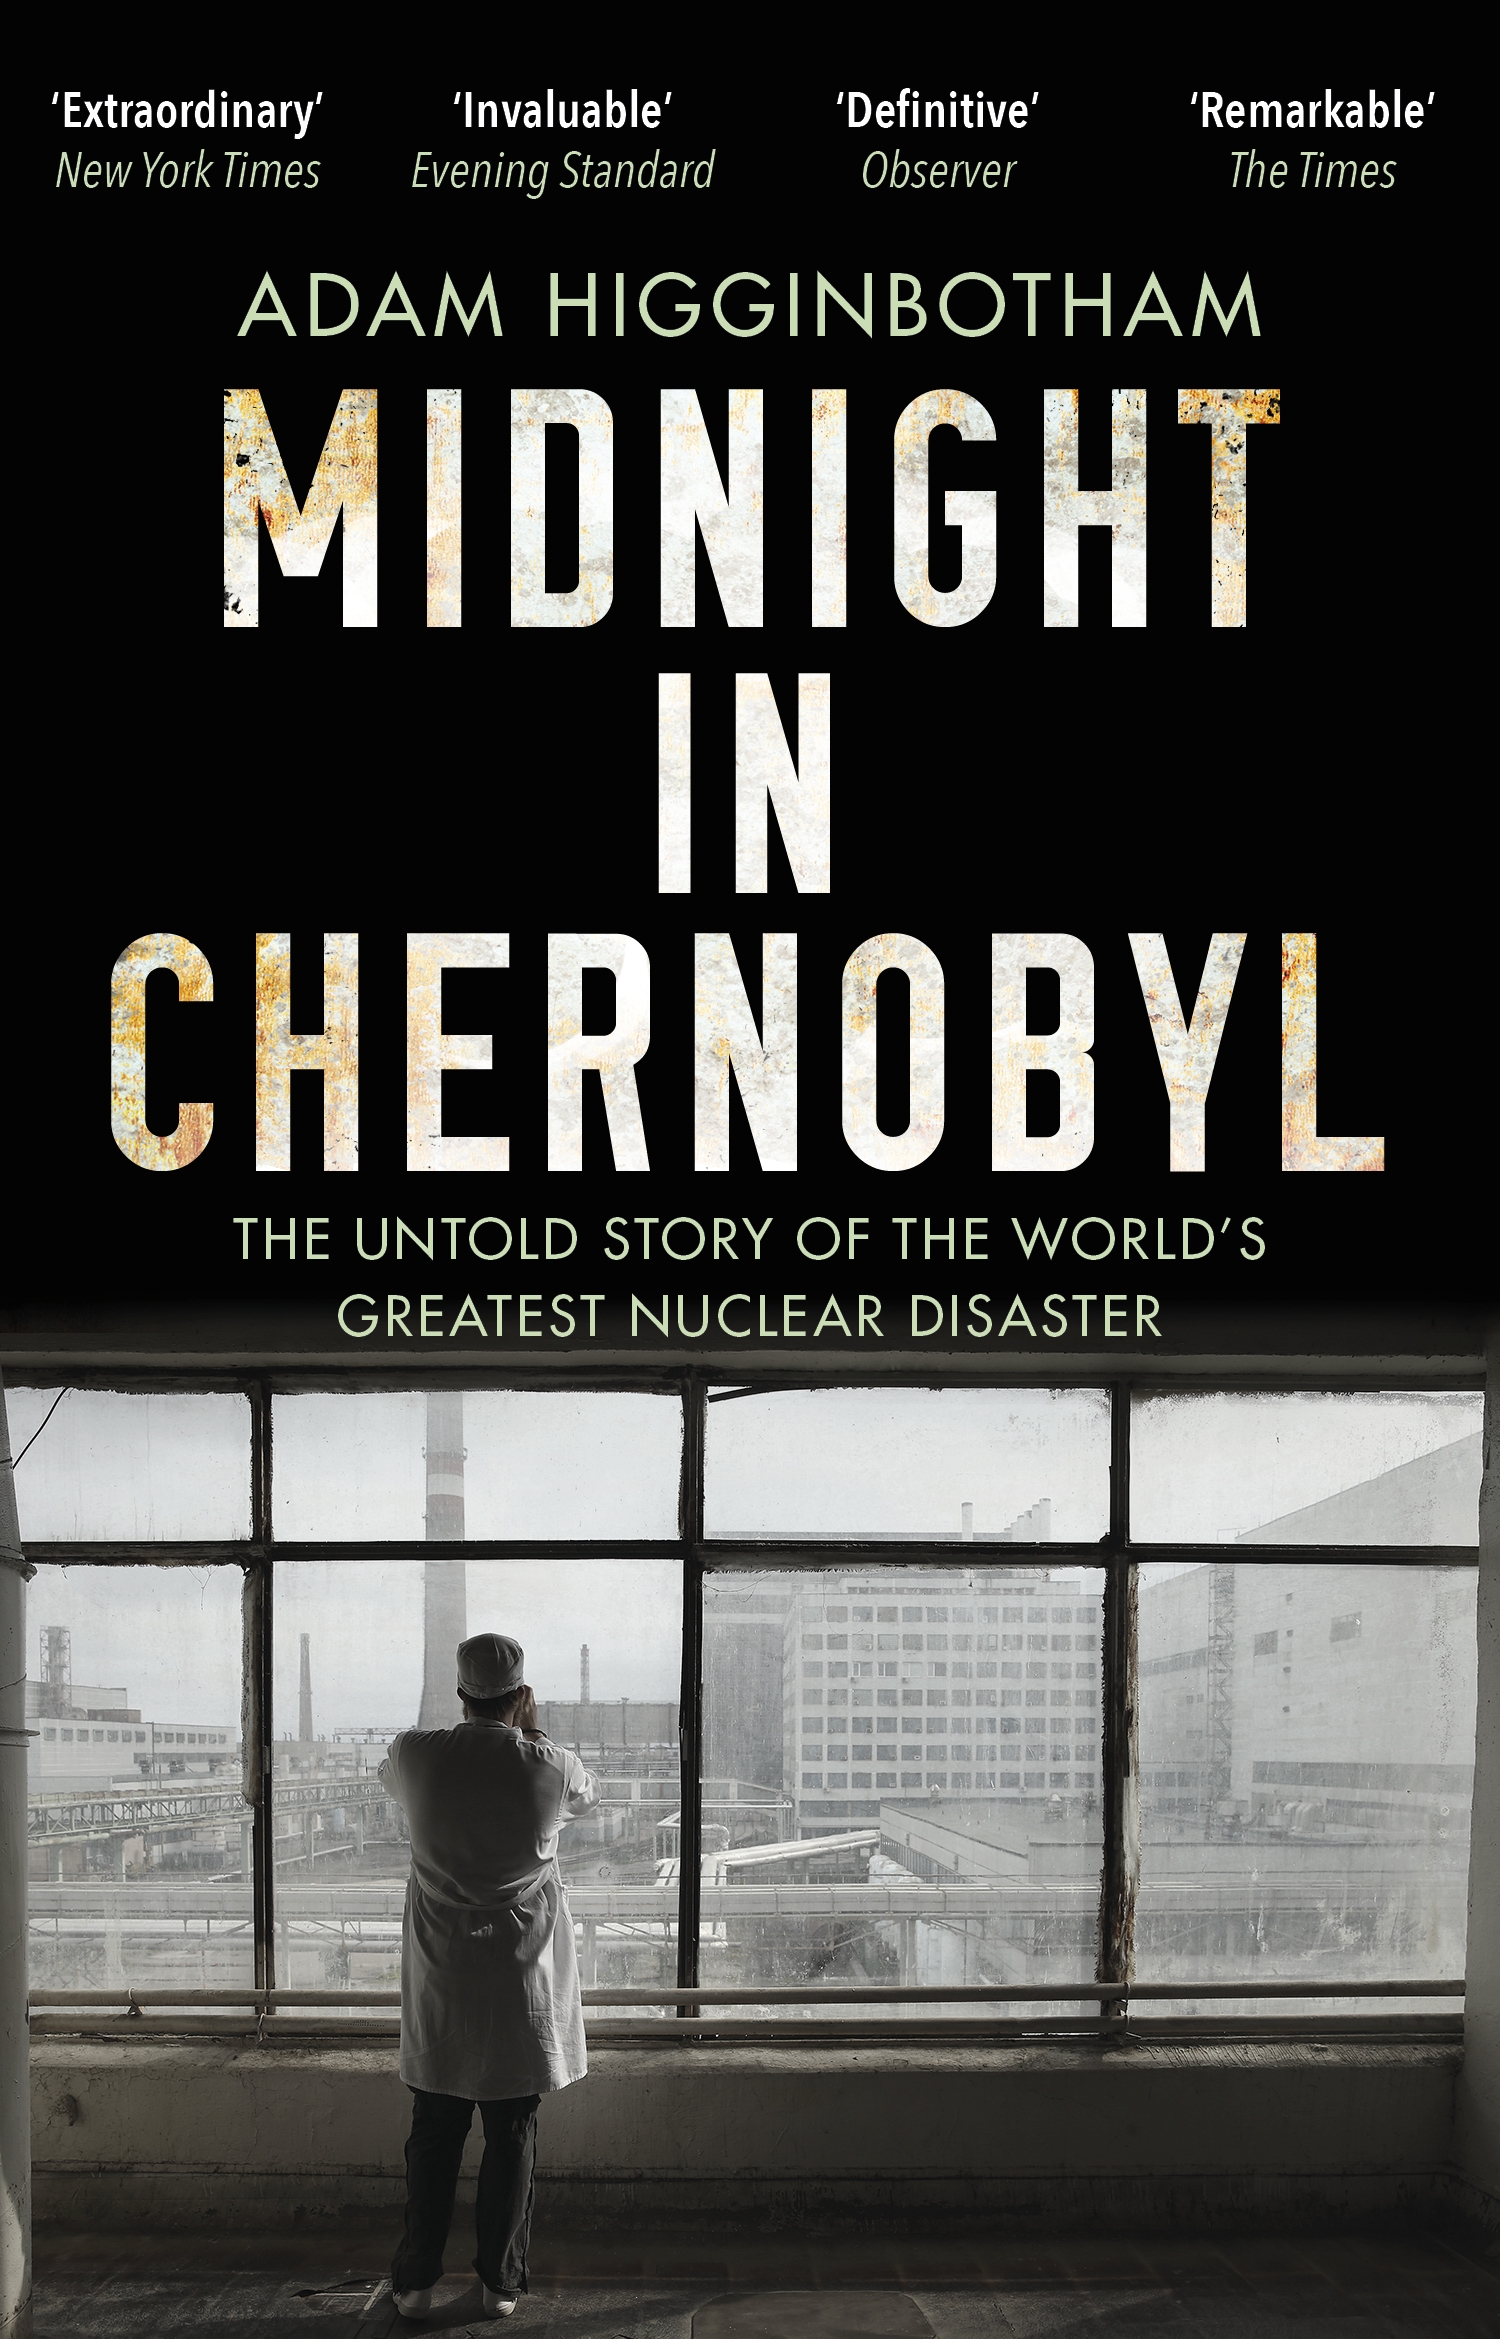 ‘Extraordinary’
New York Times
‘Invaluable’
Evening Standard
‘Definitive’
Observer
‘Remarkable’
The Times
ADAM HIGGINBOTHAM
MIDNIGHT
IN
CHERNOBYL
THE UNTOLD STORY OF THE WORLD’S
GREATEST NUCLEAR DISASTER